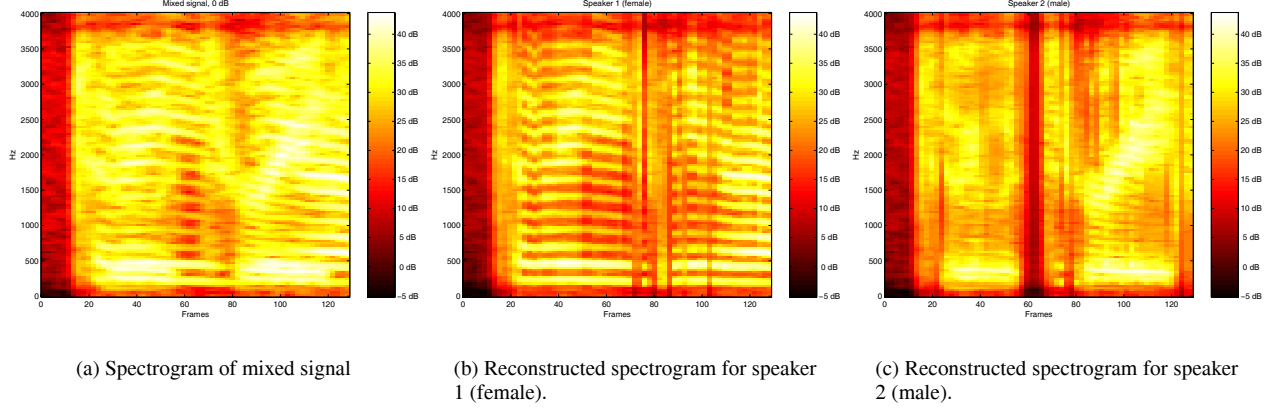 Mixed signal, 0 dB
4000
3500
3000
2500
2000
1500
1000
500
0
Hz
0 20 40 60 80 100 120
Frames
40 dB
35 dB
30 dB
25 dB
20 dB
15 dB
10 dB
5 dB
0 dB
−5 dB
(a) Spectrogram of mixed signal
Speaker 1 (female)
4000
3500
3000
2500
2000
1500
1000
500
0
Hz
0 20 40 60 80 100 120
Frames
40 dB
35 dB
30 dB
25 dB
20 dB
15 dB
10 dB
5 dB
0 dB
−5 dB
(b) Reconstructed spectrogram for speaker
1 (female).
Speaker 2 (male)
4000
3500
3000
2500
2000
1500
1000
500
0
Hz
0 20 40 60 80 100 120
Frames
40 dB
35 dB
30 dB
25 dB
20 dB
15 dB
10 dB
5 dB
0 dB
−5 dB
(c) Reconstructed spectrogram for speaker
2 (male).